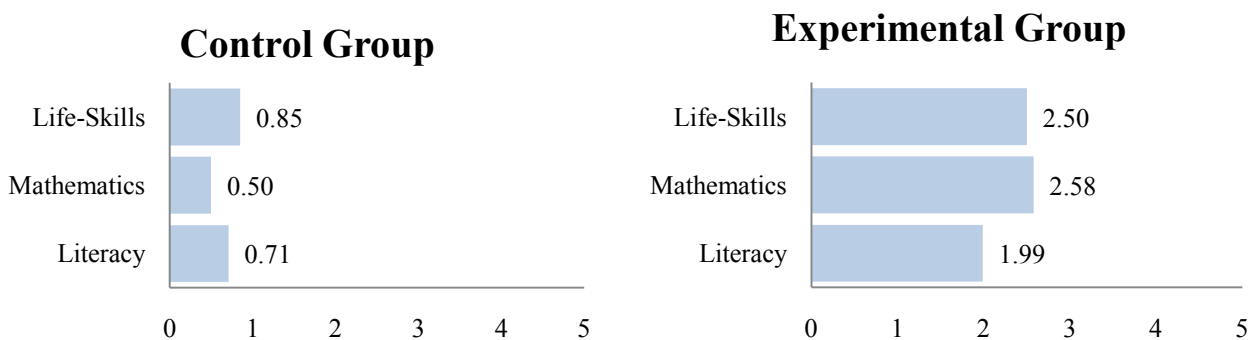 Control Group
Life-Skills
0.85
Mathematics
0.50
Literacy
0.71
0 1 2 3 4 5
Experimental Group
Life-Skills
2.50
Mathematics
2.58
Literacy
1.99
0 1 2 3 4 5